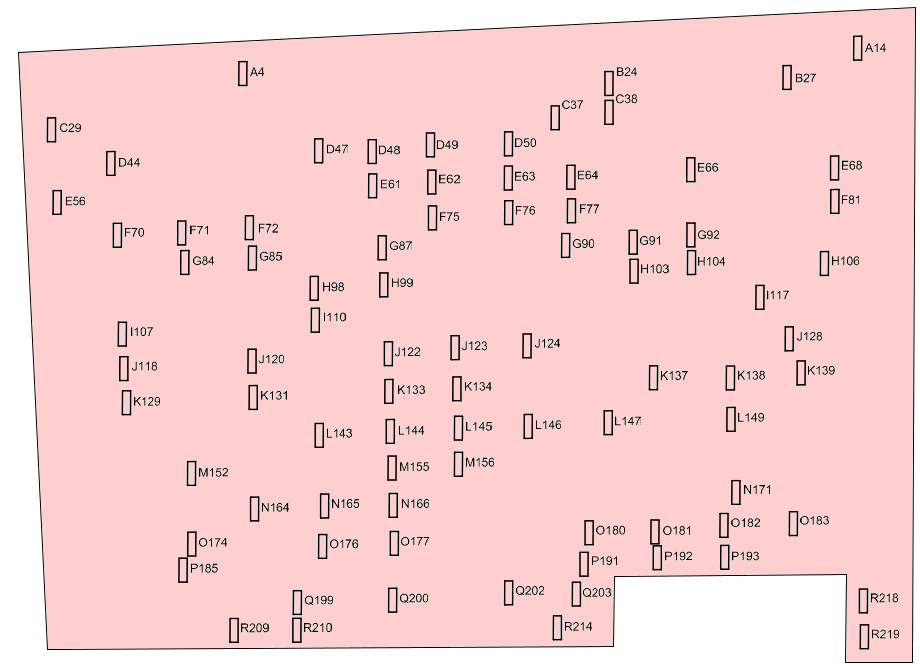 A14
A4
B24
B27
C38
C37
C29
D47
D48
D49
D50
D44
E61
E62
E63
E64
E66
E68
E56
F70
F71
F72
F75
F76
F77
F81
G84
G85
G87
G90
G91
G92
H98
H99
H103
H104
H106
I117
I110
I107
J118
J120
J122
J123
J124
J128
K129
K131
K133
K134
K137
K138
K139
L143
L144
L145
L146
L147
L149
M152
M155
M156
N164
N165
N166
N171
O174
O176
O177
O180
O181
O182
O183
P185
P191
P192
P193
Q199
Q200
Q202
Q203
R209
R210
R214
R218
R219